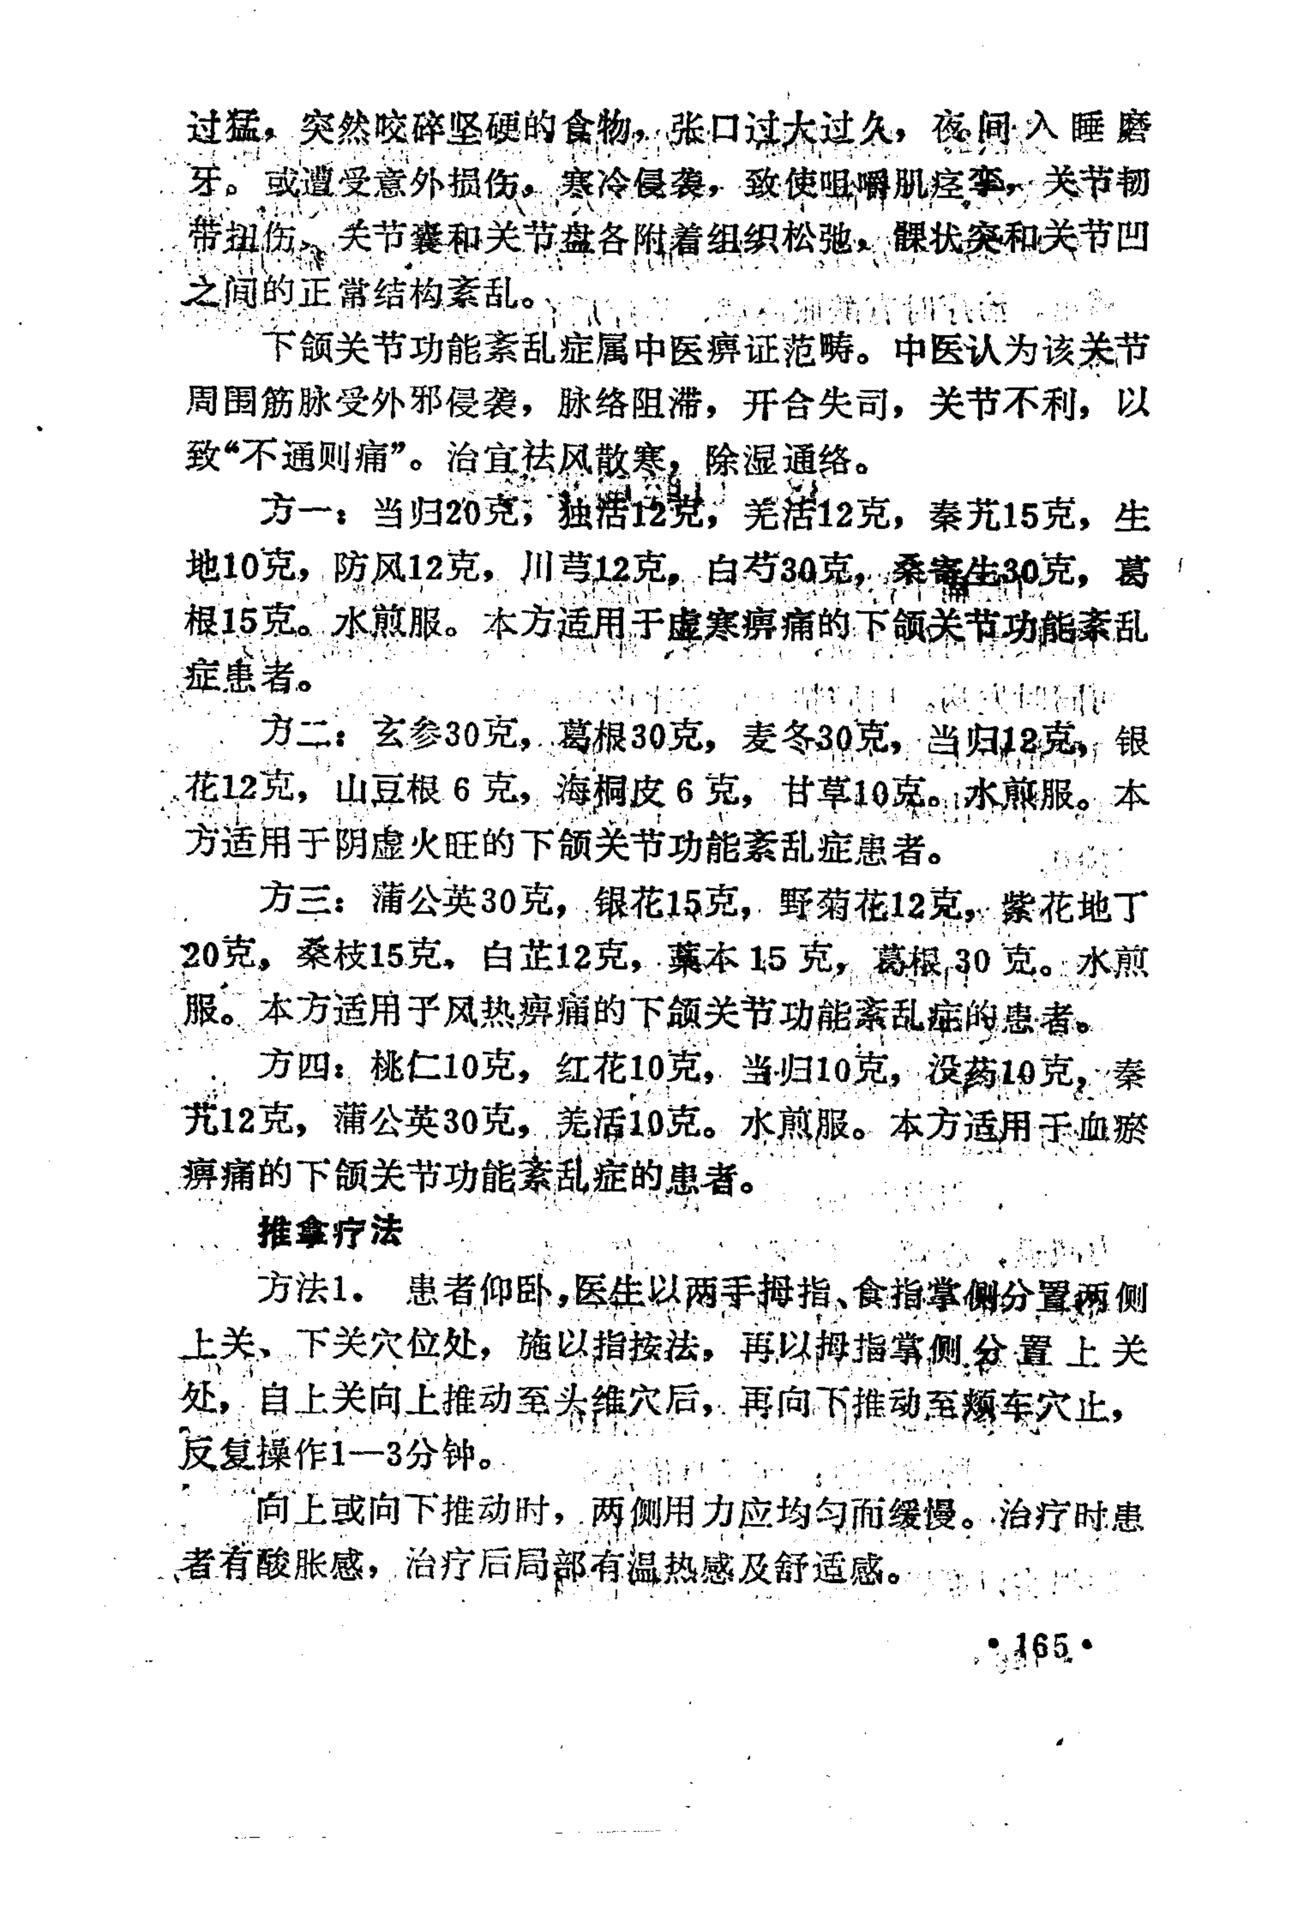 过猛，突然咬碎坚硬的食物，张口过大过久，夜间入睡磨
牙。或遭受意外损伤，寒冷侵袭，致使咀嚼肌痉挛，关节韧
带扭伤、关节囊和关节盘各附着组织松弛，髁状突和关节凹
之间的正常结构紊乱。
下颌关节功能紊乱症属中医痹证范畴。中医认为该关节
周围筋脉受外邪侵袭，脉络阻滞，开合失司，关节不利，以
致“不通则痛”。治宜祛风散寒，除湿通络。
方一：当归20克，独活12克，羌活12克，秦艽15克，生
地10克，防风12克，川芎12克，白芍30克，桑寄生30克，葛
根15克。水煎服。本方适用于虚寒痹痛的下颌关节功能紊乱
症患者。
方二：玄参30克，葛根30克，麦冬30克，当归12克，银
花12克，山豆根6克，海桐皮6克，甘草10克。水煎服。本
方适用于阴虚火旺的下颌关节功能紊乱症患者。
方三：蒲公英30克，银花15克，野菊花12克，紫花地丁
20克，桑枝15克，白芷12克，藁本15克，葛根30克。水煎
服。本方适用于风热痹痛的下颌关节功能紊乱症的患者。
方四：桃仁10克，红花10克，当归10克，没药10克，秦
艽12克，蒲公英30克，羌活10克。水煎服。本方适用于血瘀
痹痛的下颌关节功能紊乱症的患者。
推拿疗法
方法1． 患者仰卧，医生以两手拇指、食指掌侧分置两侧
上关、下关穴位处，施以指按法，再以拇指掌侧分置上关
处，自上关向上推动至头维穴后，再向下推动至颊车穴止，
反复操作1—3分钟。
向上或向下推动时，两侧用力应均匀而缓慢。治疗时患
者有酸胀感，治疗后局部有温热感及舒适感。
•165•